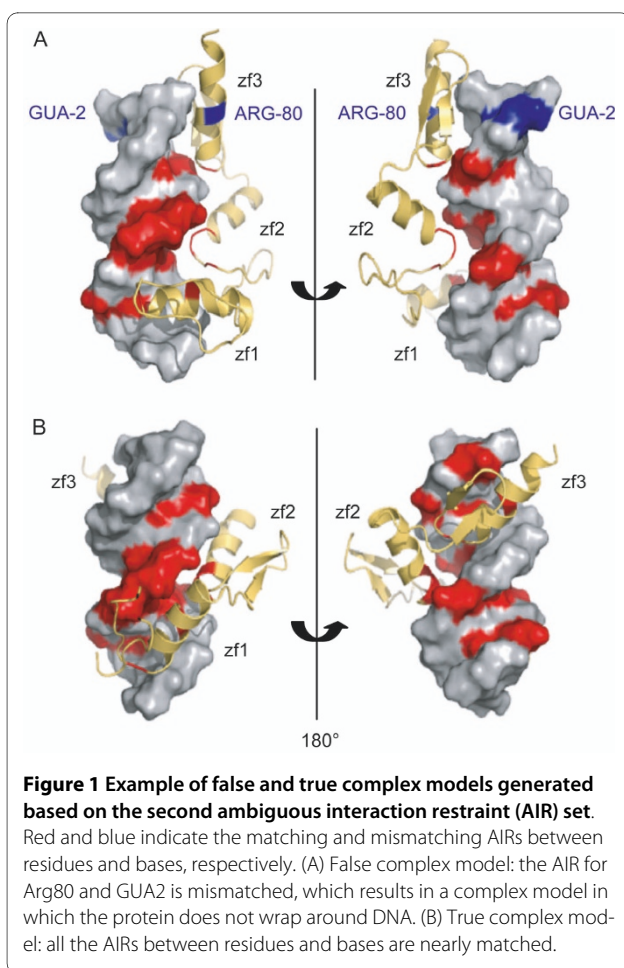 A
zf3
zf3
GUA-2
ARG-80
ARG-80
GUA-2
zf2
zf2
zf1
zf1
B
zf3
zf2
zf2
zf3
zf1
zf1
180°
Figure 1 Example of false and true complex models generated
based on the second ambiguous interaction restraint (AIR) set.
Red and blue indicate the matching and mismatching AIRs between
residues and bases, respectively. (A) False complex model: the AIR for
Arg80 and GUA2 is mismatched, which results in a complex model in
which the protein does not wrap around DNA. (B) True complex mod-
el: all the AIRs between residues and bases are nearly matched.